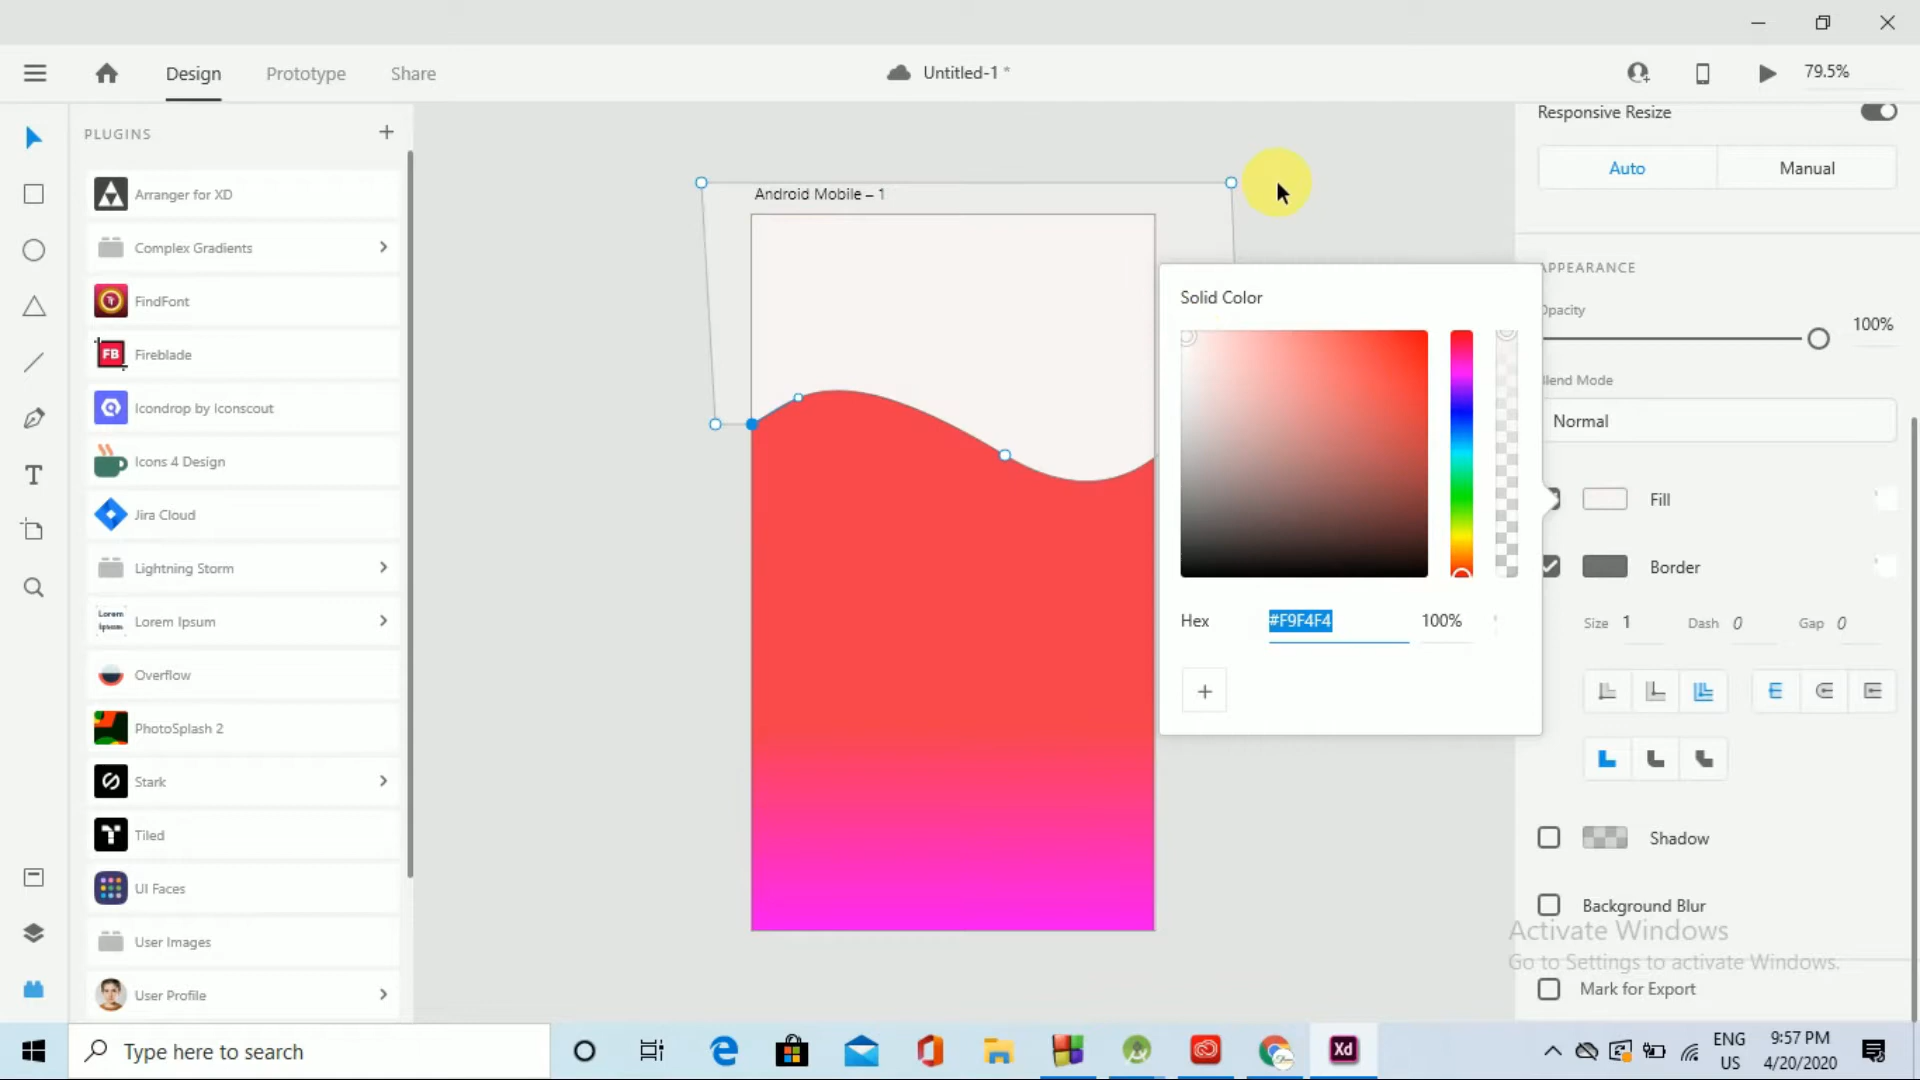 Design
Prototype
Share
Untitled-1 *
79.5%
PLUGINS
+
Arranger for XD
Complex Gradients
FindFont
FB
Fireblade
Icondrop by Iconscout
Icons 4 Design
Jira Cloud
Lightning Storm
Lorem
Ipsum
Lorem Ipsum
Overflow
PhotoSplash 2
Stark
Tiled
UI Faces
User Images
User Profile
T
Android Mobile – 1
Solid Color
Hex
#F9F4F4
100%
+
Responsive Resize
Auto
Manual
APPEARANCE
Opacity
100%
Blend Mode
Normal
Fill
Border
Size 1
Dash 0
Gap 0
Shadow
Background Blur
Activate Windows
Go to Settings to activate Windows.
Mark for Export
Type here to search
Xd
ENG
US
9:57 PM
4/20/2020